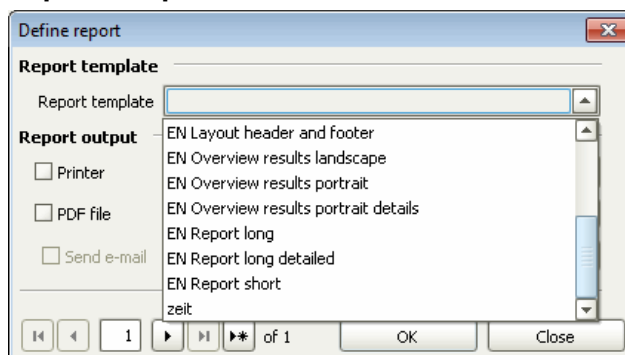 Define report
Report template
Report template
Report output
EN Layout header and footer
EN Overview results landscape
Printer
EN Overview results portrait
EN Overview results portrait details
PDF file
EN Report long
Send e-mail
EN Report long detailed
EN Report short
zeit
1 of 1 OK Close